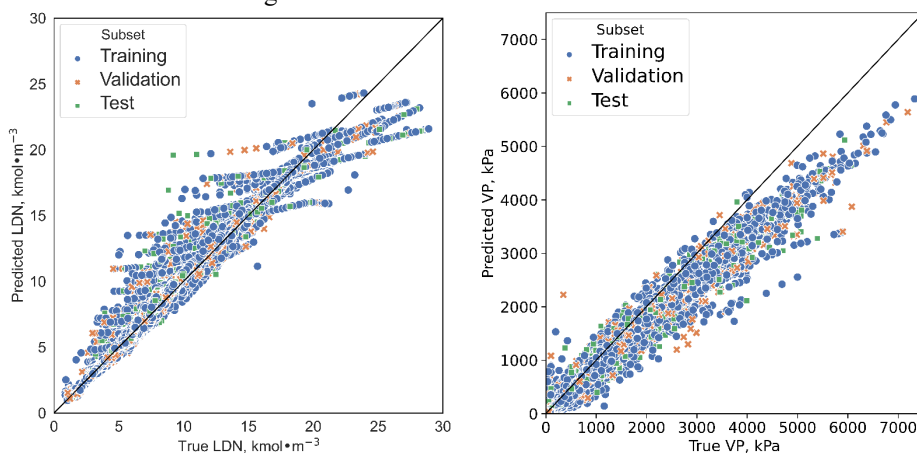 30
25
20
15
10
5
0
Predicted LDN, kmol•m⁻³
Subset
Training
Validation
Test
0 5 10 15 20 25 30
True LDN, kmol•m⁻³
7000
6000
5000
4000
3000
2000
1000
0
Predicted VP, kPa
Subset
Training
Validation
Test
0 1000 2000 3000 4000 5000 6000 7000
True VP, kPa